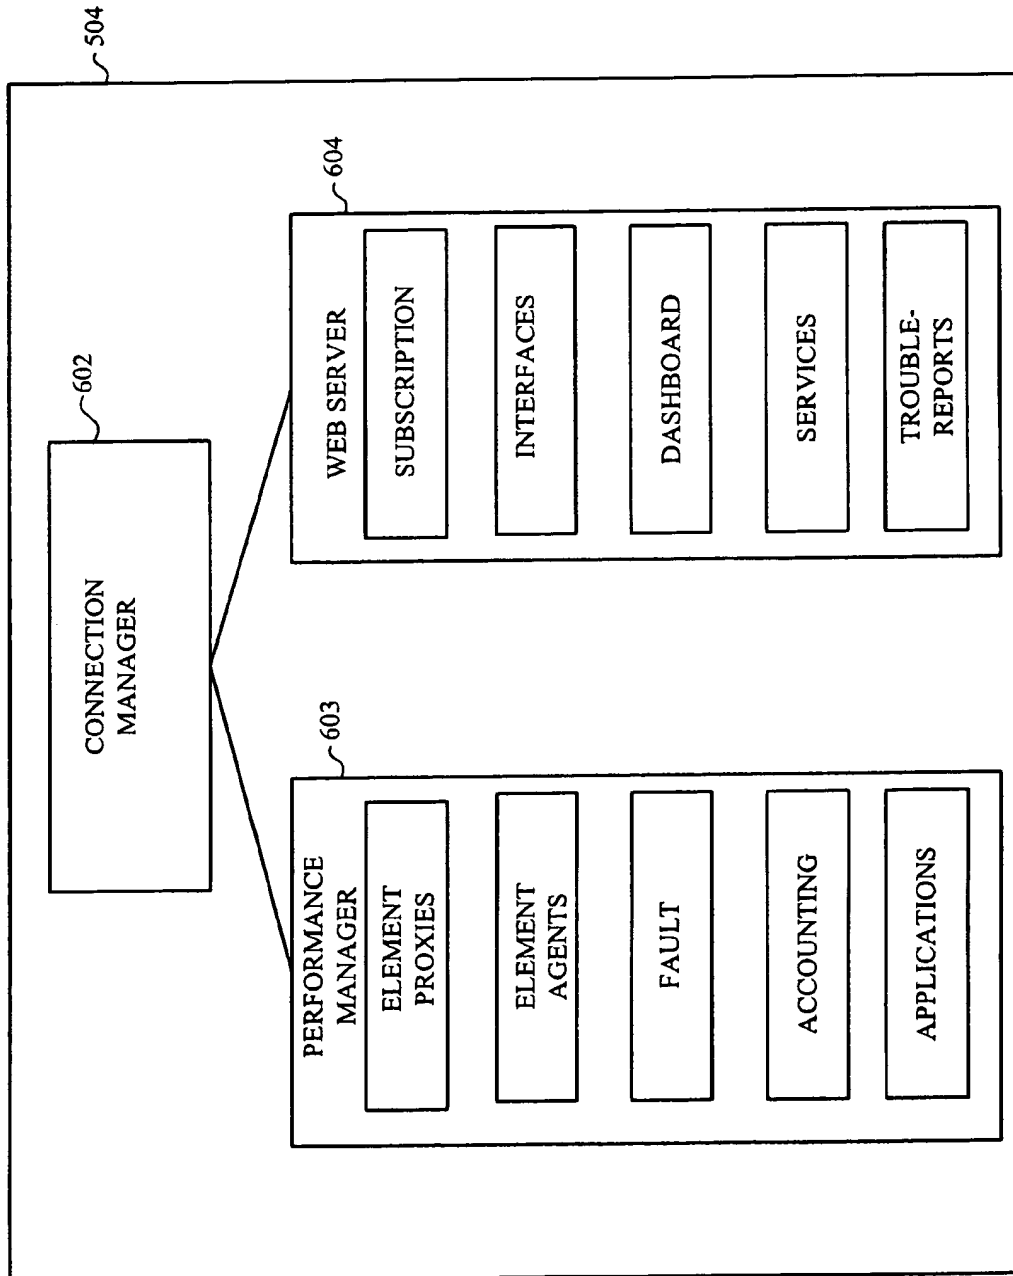 504
602
CONNECTION
MANAGER
603
PERFORMANCE
MANAGER
ELEMENT
PROXIES
ELEMENT
AGENTS
FAULT
ACCOUNTING
APPLICATIONS
604
WEB SERVER
SUBSCRIPTION
INTERFACES
DASHBOARD
SERVICES
TROUBLE-
REPORTS